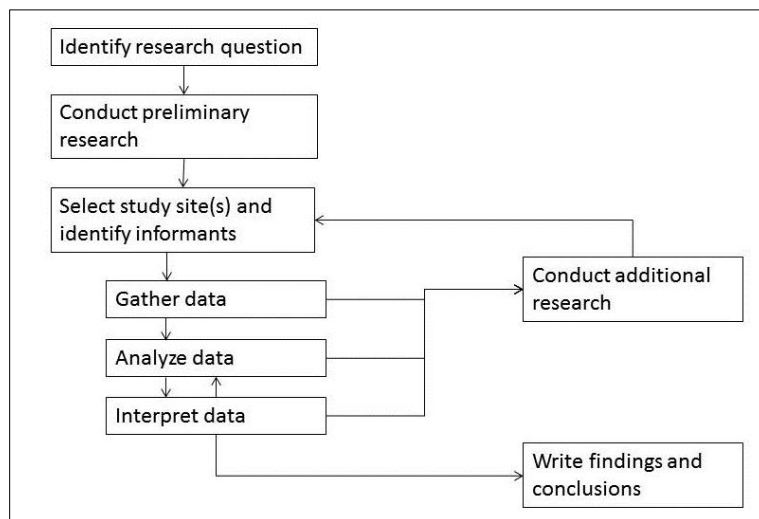 Identify research question
Conduct preliminary
research
Select study site(s) and
identify informants
Gather data
Analyze data
Interpret data
Conduct additional
research
Write findings and
conclusions